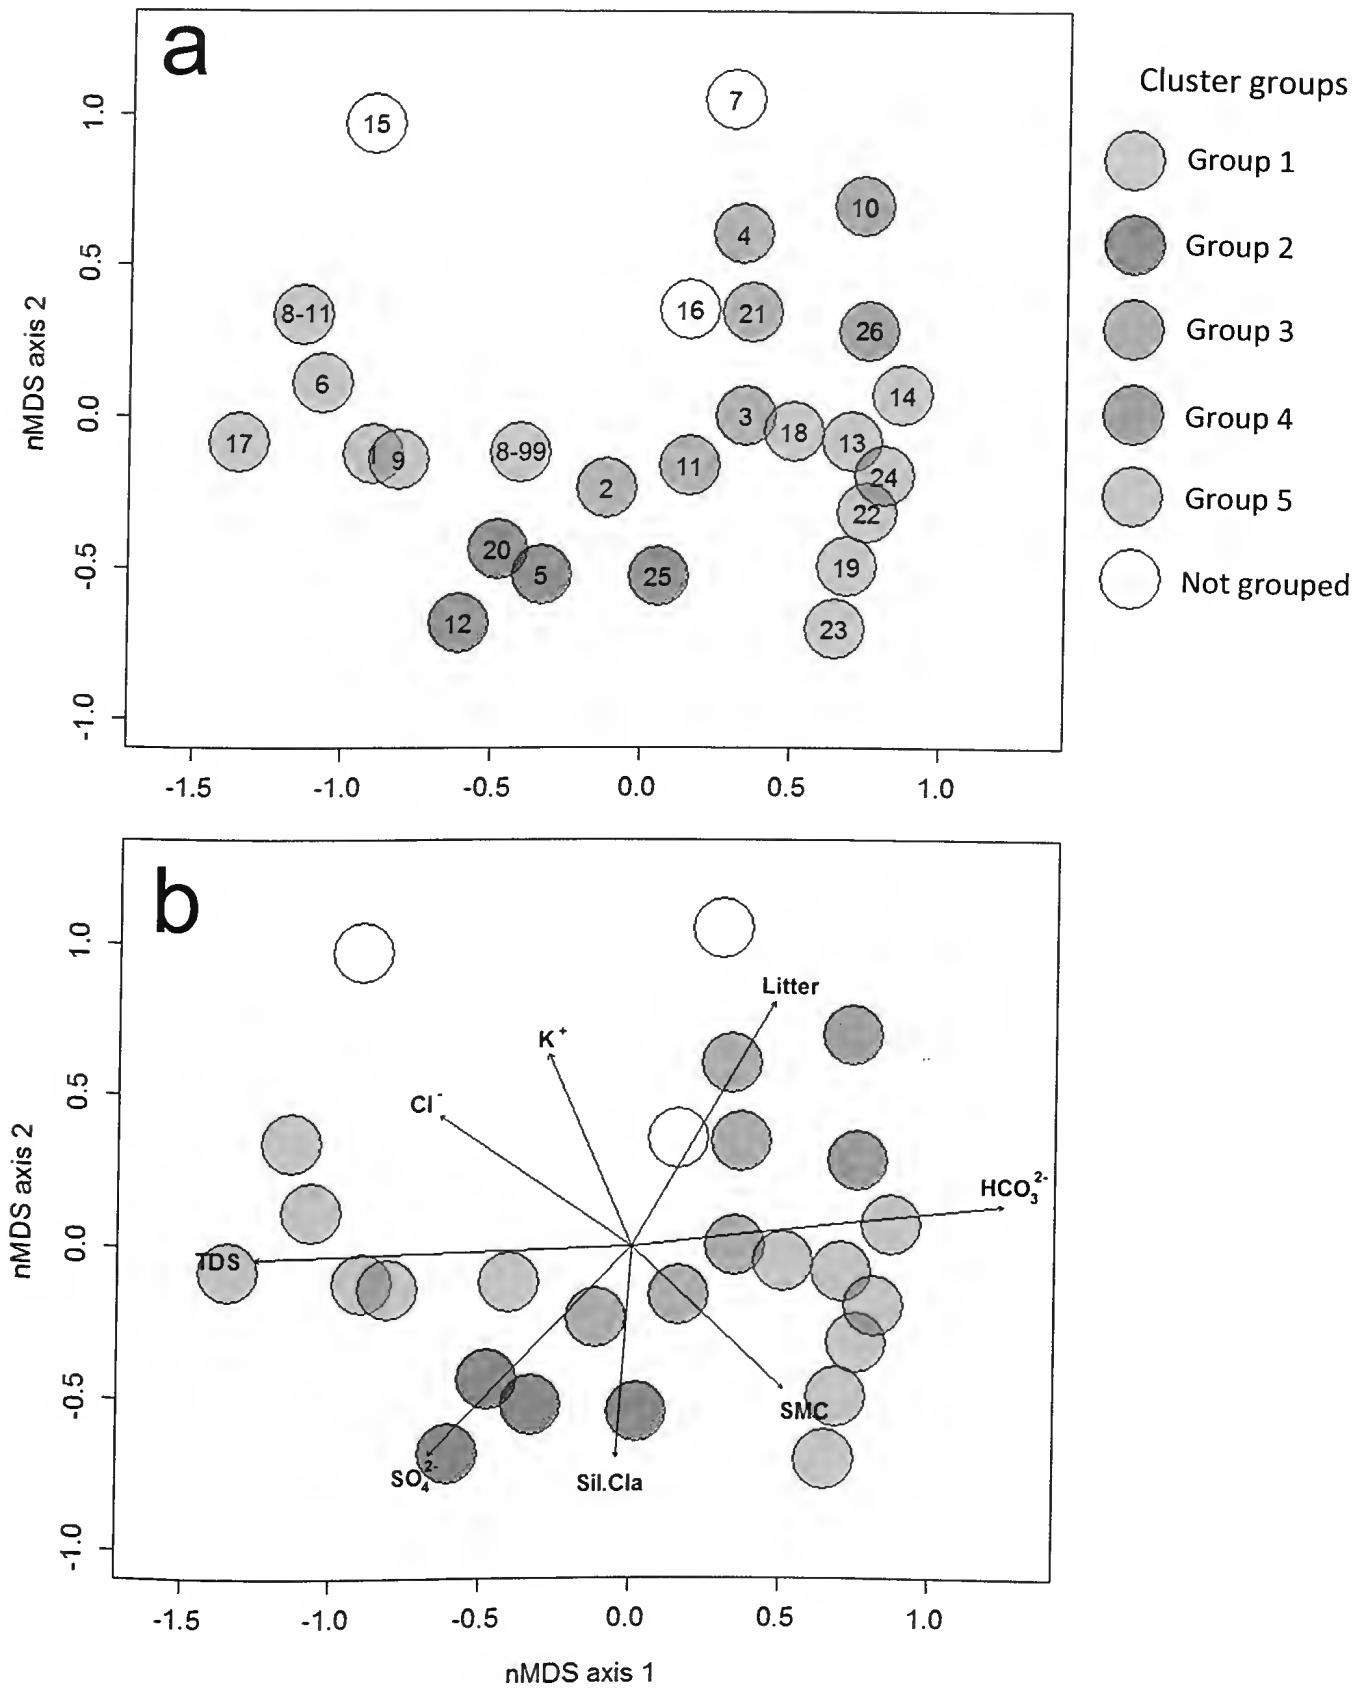 a
Cluster groups
Group 1
Group 2
Group 3
Group 4
Group 5
Not grouped
nMDS axis 2
1.0
0.5
0.0
-0.5
-1.0
15
7
10
4
16
21
26
8-11
6
14
17
1
9
8-99
3
18
13
11
24
2
22
20
5
25
19
12
23
-1.5
-1.0
-0.5
0.0
0.5
1.0
b
nMDS axis 2
1.0
0.5
0.0
-0.5
-1.0
Litter
K⁺
Cl⁻
HCO₃²⁻
TDS
SMC
SO₄²⁻
Sil.Cla
-1.5
-1.0
-0.5
0.0
0.5
1.0
nMDS axis 1